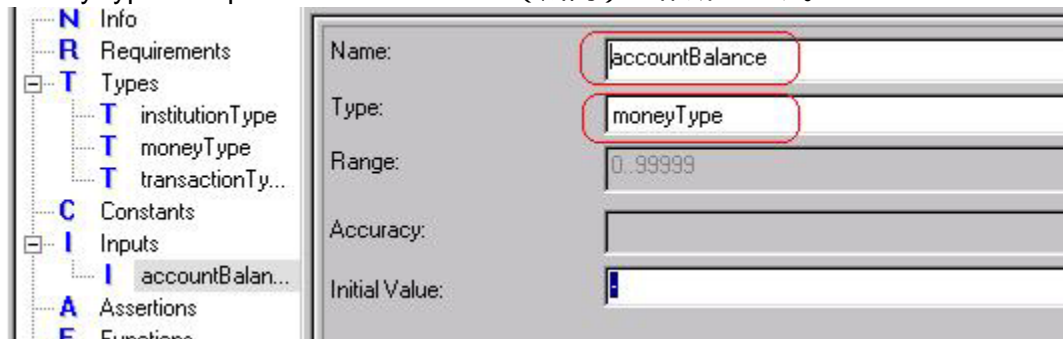 N Info
R Requirements
T Types
T institutionType
T moneyType
T transactionTy...
C Constants
I Inputs
I accountBalan...
A Assertions
Name:
accountBalance
Type:
moneyType
Range:
0..99999
Accuracy:
Initial Value:
-